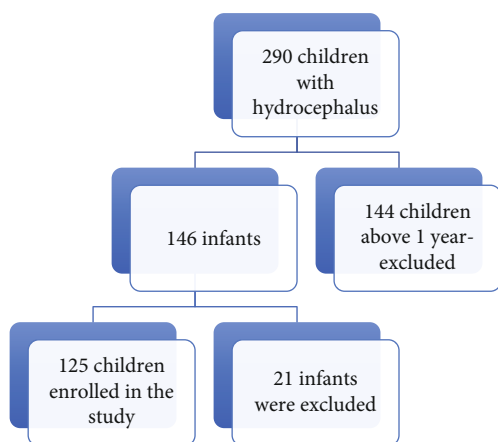 290 children
with
hydrocephalus
146 infants
144 children
above 1 year-
excluded
125 children
enrolled in the
study
21 infants
were excluded